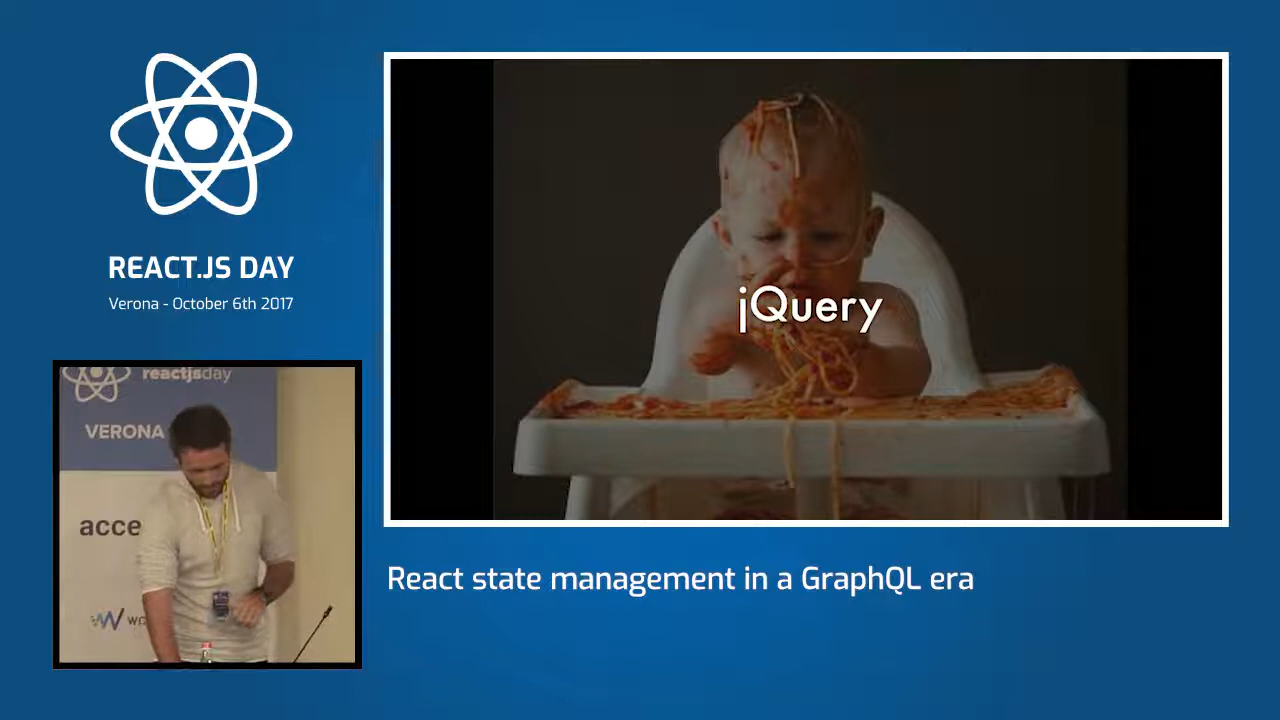 REACT.JS DAY
Verona - October 6th 2017
jQuery
reactjsday
VERONA
acce
React state management in a GraphQL era